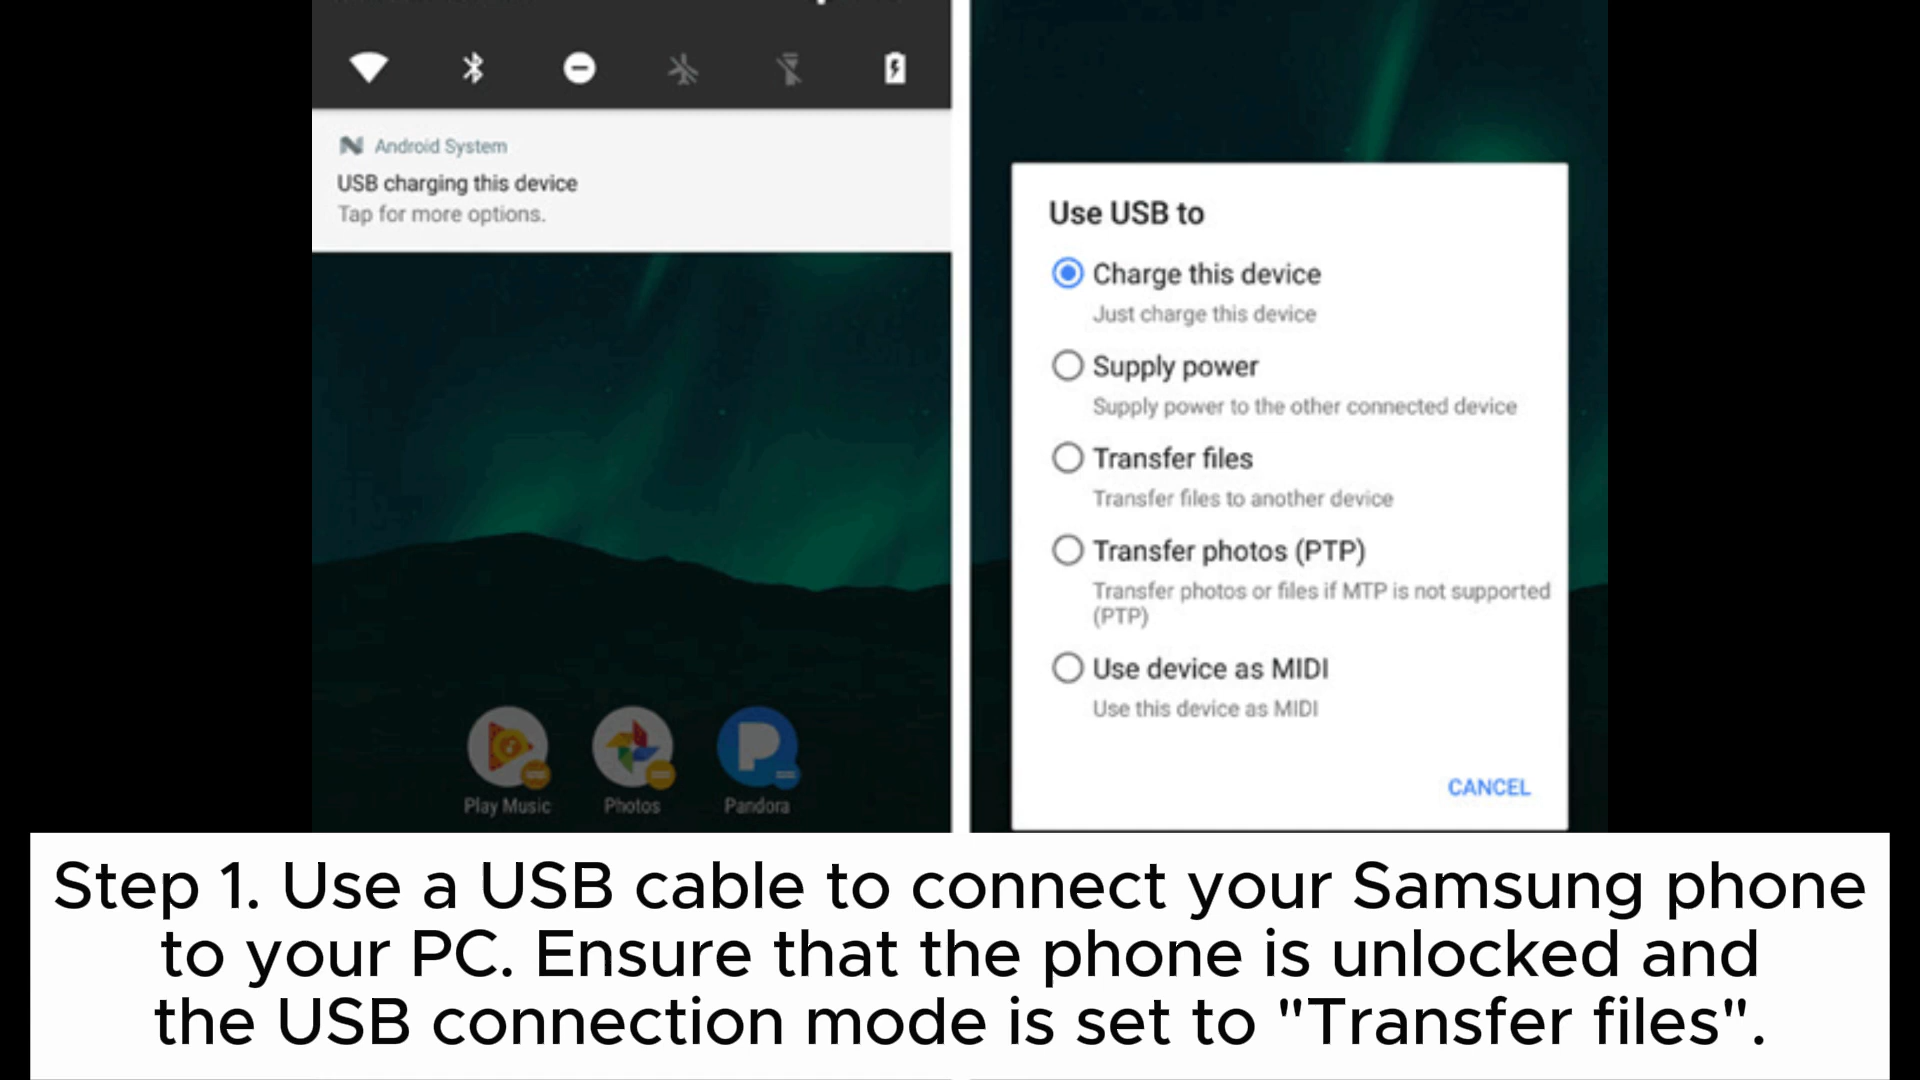 Android System
USB charging this device
Tap for more options.
Play Music
Photos
Pandora
Use USB to
Charge this device
Just charge this device
Supply power
Supply power to the other connected device
Transfer files
Transfer files to another device
Transfer photos (PTP)
Transfer photos or files if MTP is not supported
(PTP)
Use device as MIDI
Use this device as MIDI
CANCEL
Step 1. Use a USB cable to connect your Samsung phone
to your PC. Ensure that the phone is unlocked and
the USB connection mode is set to "Transfer files".